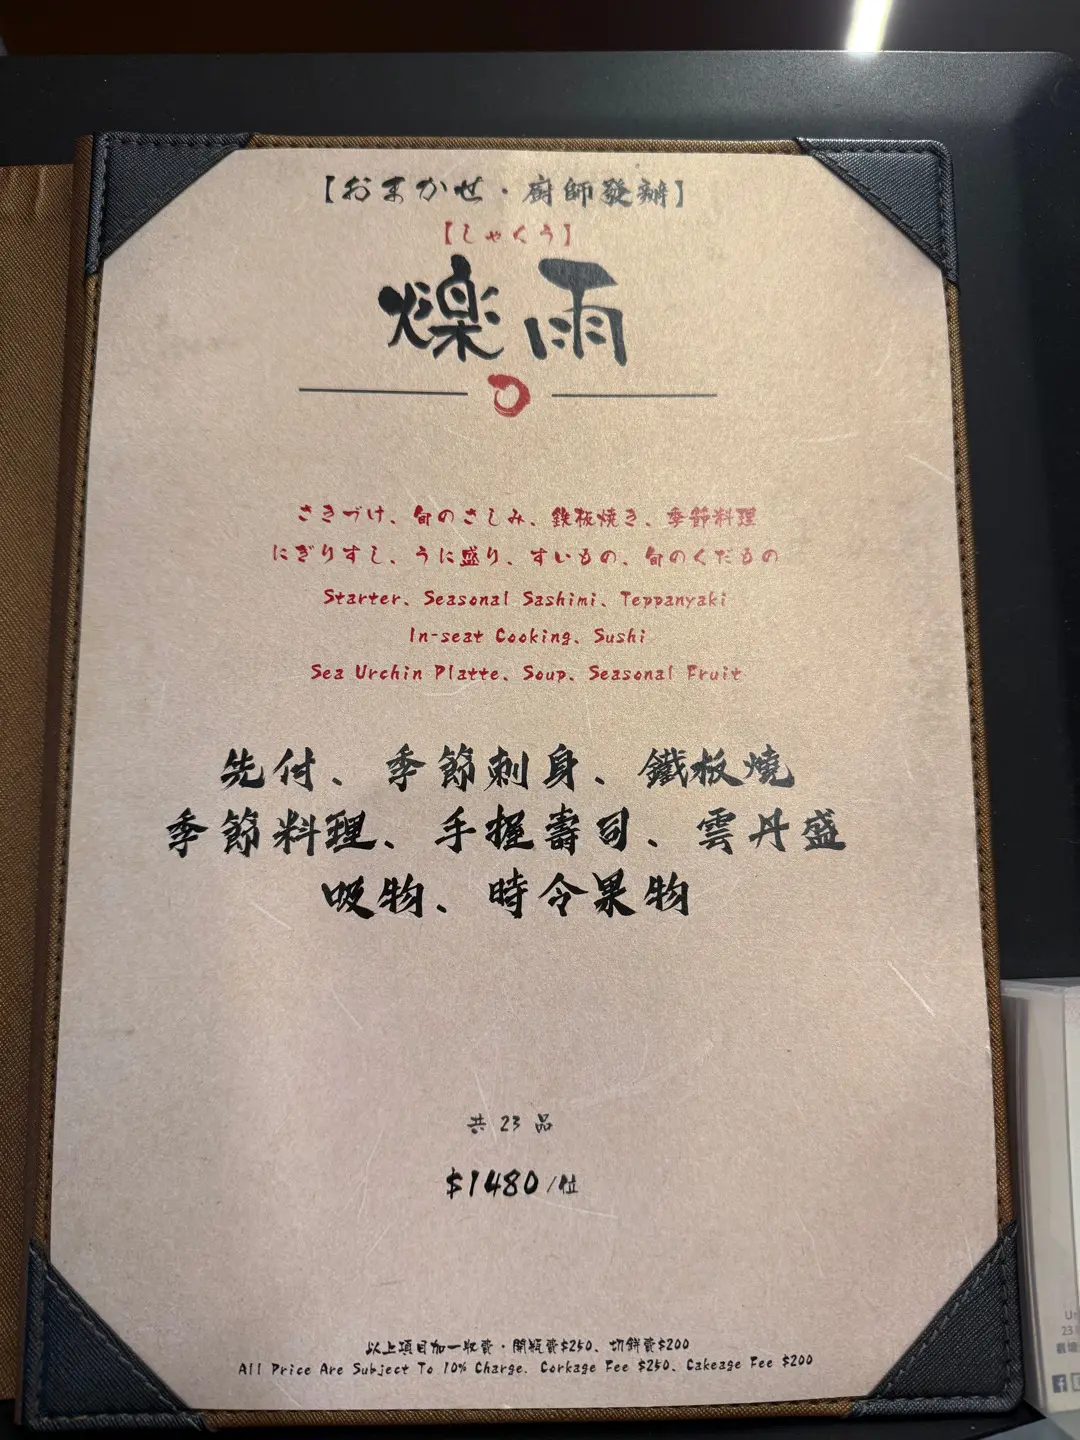 【おまかせ・廚師發辦】
【しゃくう】
爍雨
さきづけ、旬のさしみ、鉄板焼き、季節料理
にぎりすし、うに盛り、すいもの、旬のくだもの
Starter、Seasonal Sashimi、Teppanyaki
In-seat Cooking、Sushi
Sea Urchin Platte、Soup、Seasonal Fruit
先付、季節刺身、鐵板燒
季節料理、手握壽司、雲丹盛
吸物、時令果物
共 23 品
$1480/位
以上項目加一收費・開瓶費$250、切餅費$200
All Price Are Subject To 10% Charge. Corkage Fee $250、Cakeage Fee $200